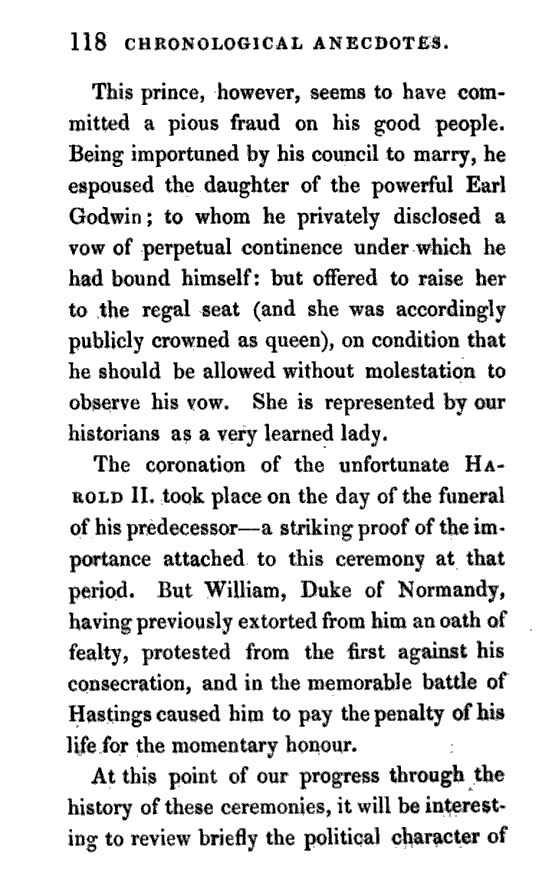 118 CHRONOLOGICAL ANECDOTES.
This prince, however, seems to have com-
mitted a pious fraud on his good people.
Being importuned by his council to marry, he
espoused the daughter of the powerful Earl
Godwin; to whom he privately disclosed a
vow of perpetual continence under which he
had bound himself: but offered to raise her
to the regal seat (and she was accordingly
publicly crowned as queen), on condition that
he should be allowed without molestation to
observe his vow. She is represented by our
historians as a very learned lady.
The coronation of the unfortunate HA-
ROLD II. took place on the day of the funeral
of his predecessor—a striking proof of the im-
portance attached to this ceremony at that
period. But William, Duke of Normandy,
having previously extorted from him an oath of
fealty, protested from the first against his
consecration, and in the memorable battle of
Hastings caused him to pay the penalty of his
life for the momentary honour.
At this point of our progress through the
history of these ceremonies, it will be interest-
ing to review briefly the political character of